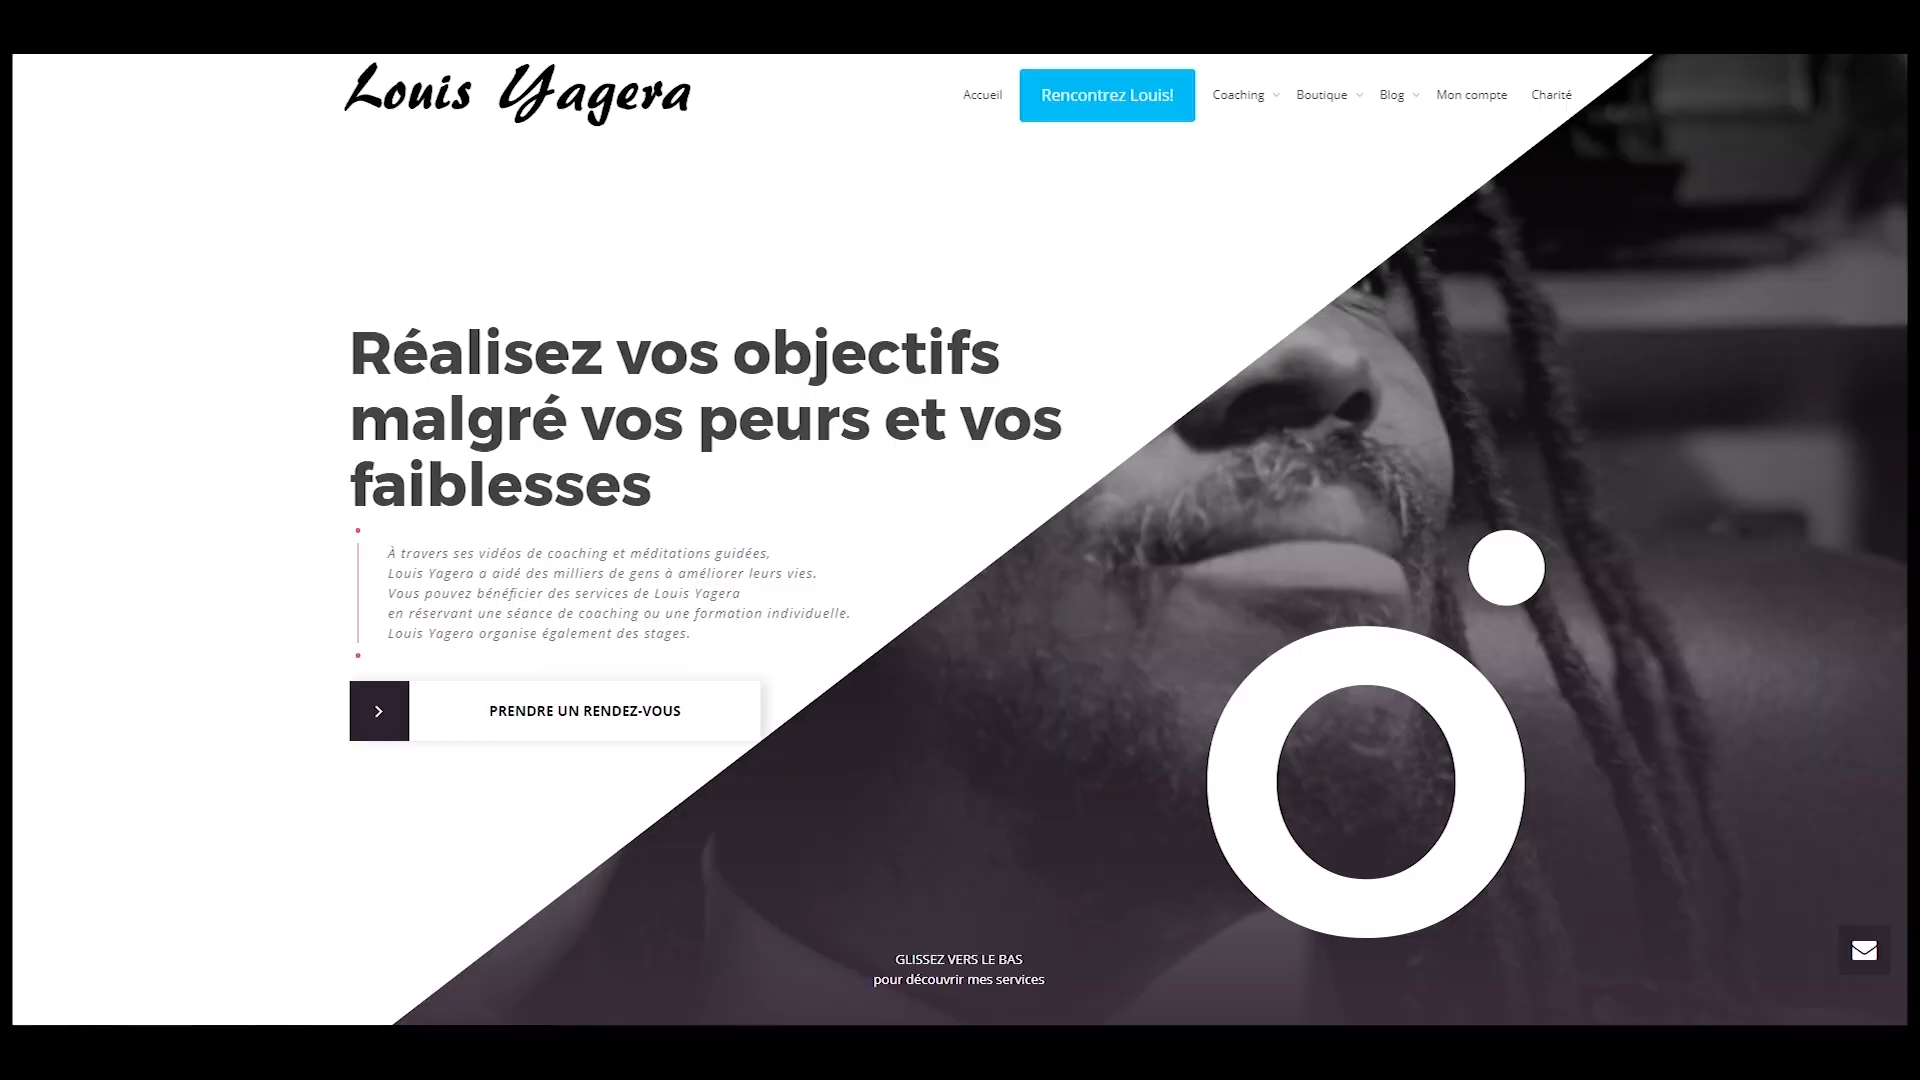 Louis Yagera
Accueil
Rencontrez Louis!
Coaching
Boutique
Blog
Mon compte
Charité
Réalisez vos objectifs
malgré vos peurs et vos
faiblesses
À travers ses vidéos de coaching et méditations guidées,
Louis Yagera a aidé des milliers de gens à améliorer leurs vies.
Vous pouvez bénéficier des services de Louis Yagera
en réservant une séance de coaching ou une formation individuelle.
Louis Yagera organise également des stages.
PRENDRE UN RENDEZ-VOUS
GLISSEZ VERS LE BAS
pour découvrir mes services